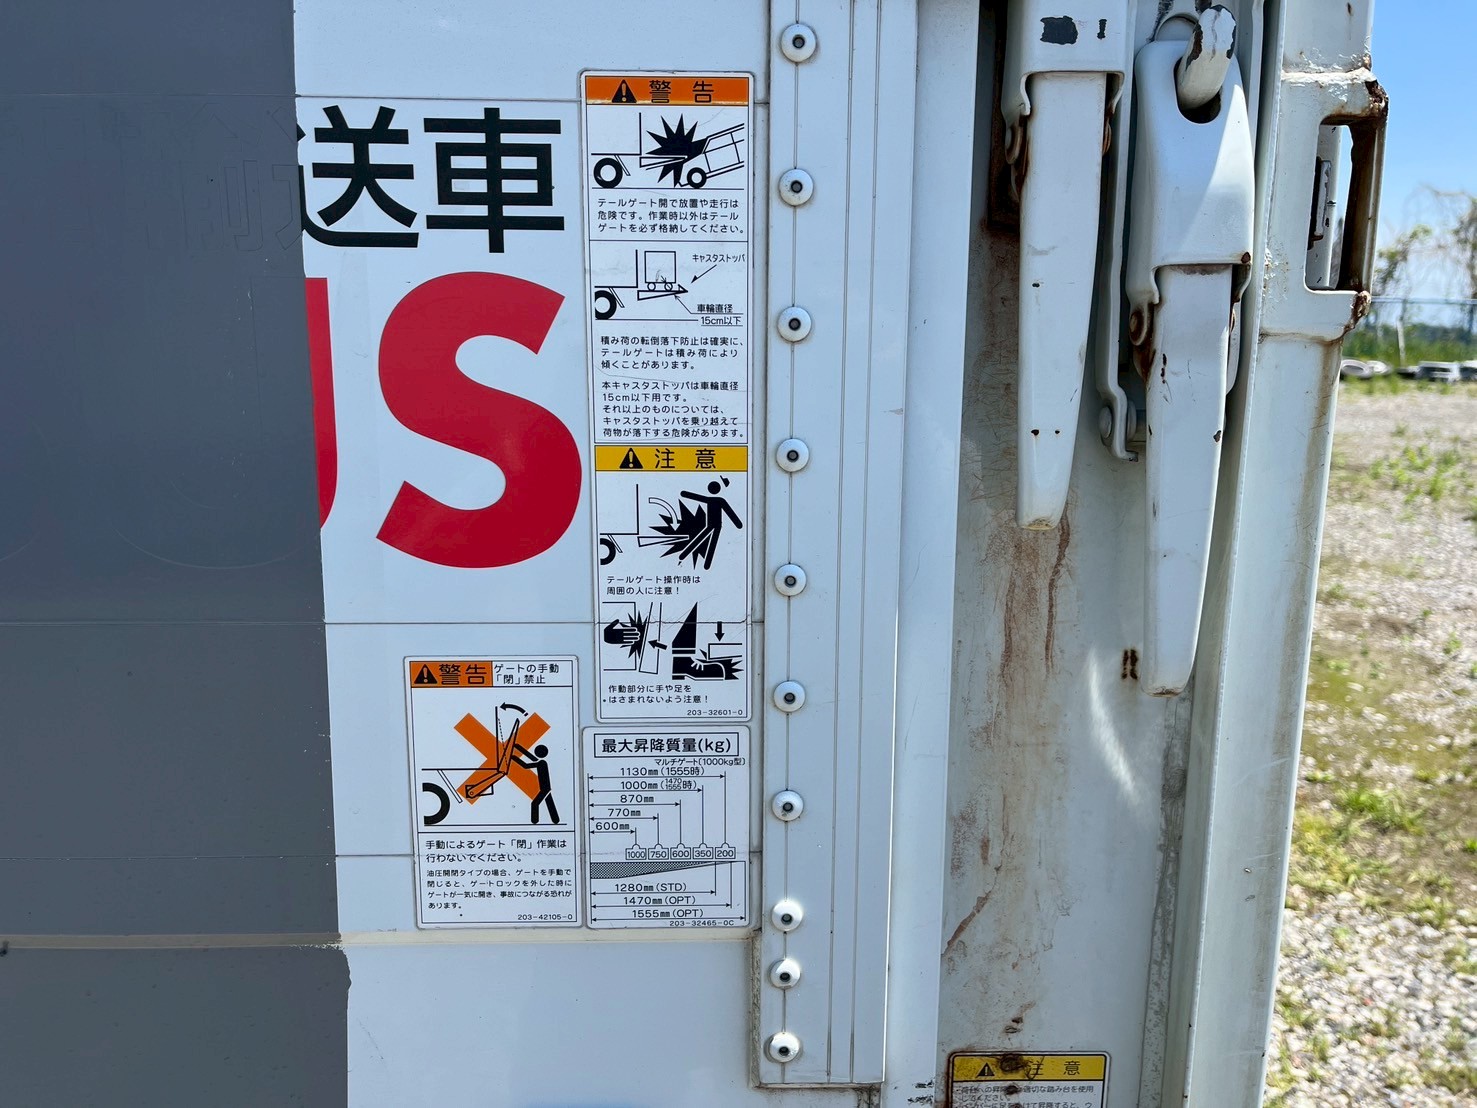 送車
US
警告
テールゲート開で放置や走行は
危険です。作業時以外はテール
ゲートを必ず格納してください。
キャスタストッパ
車輪直径
15cm以下
積み荷の転倒落下防止は確実に、
テールゲートは積み荷により
傾くことがあります。
本キャスタストッパは車輪直径
15cm以下用です。
それ以上のものについては、
キャスタストッパを乗り越えて
荷物が落下する危険があります。
注意
テールゲート操作時は
周囲の人に注意!
作動部分に手や足を
はさまれないよう注意!
203-32601-0
警告
ゲートの手動
「閉」禁止
手動によるゲート「閉」作業は
行わないでください。
油圧開閉タイプの場合、ゲートを手動で
閉じると、ゲートロックを外した時に
ゲートが一気に開き、事故につながる恐れが
あります。
203-42105-0
最大昇降質量(kg)
マルチゲート(1000kg型)
1130mm(1555時)
1000mm(1470 1555時)
870mm
770mm
600mm
1000 750 600 350 200
1280mm(STD)
1470mm(OPT)
1555mm(OPT)
203-32465-0C
注意
適切な踏み台を使用